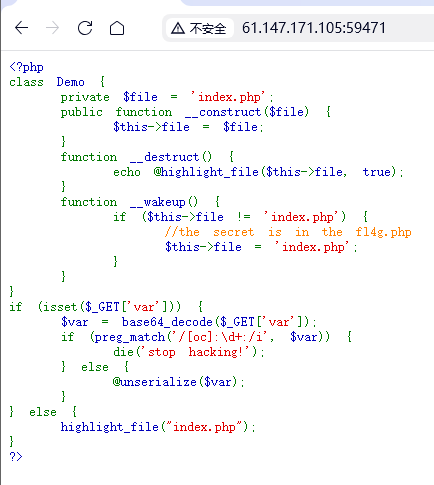 不安全 61.147.171.105:59471
<?php
class Demo {
private $file = 'index.php';
public function __construct($file) {
$this->file = $file;
}
function __destruct() {
echo @highlight_file($this->file, true);
}
function __wakeup() {
if ($this->file != 'index.php') {
//the secret is in the fl4g.php
$this->file = 'index.php';
}
}
}
if (isset($_GET['var'])) {
$var = base64_decode($_GET['var']);
if (preg_match('/[oc]:\d+:/i', $var)) {
die('stop hacking!');
} else {
@unserialize($var);
}
} else {
highlight_file("index.php");
}
?>